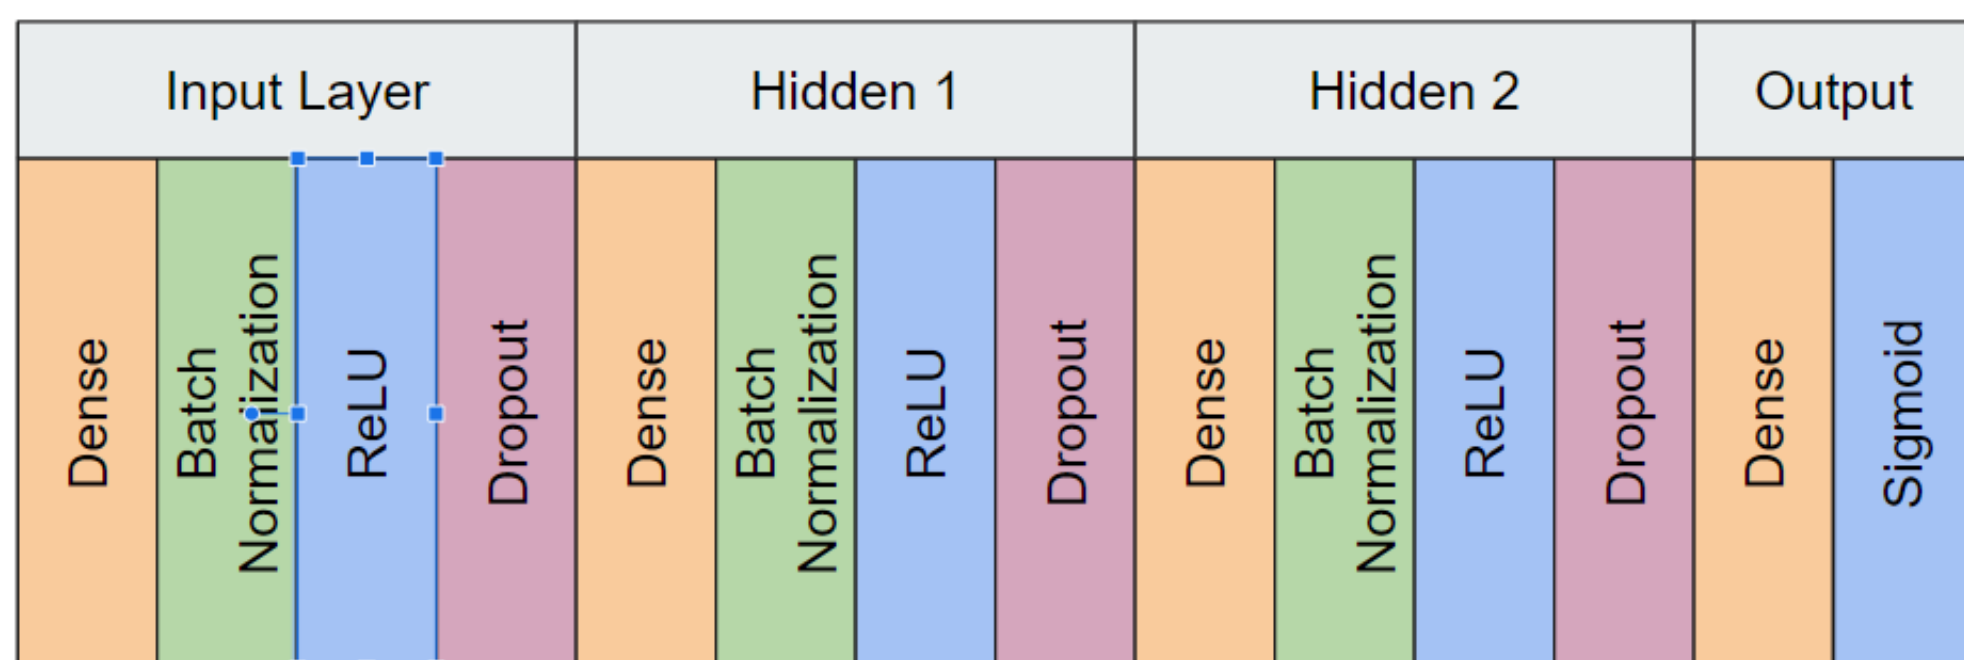 Input Layer
Hidden 1
Hidden 2
Output
Dense
Batch
Normalization
ReLU
Dropout
Dense
Batch
Normalization
ReLU
Dropout
Dense
Batch
Normalization
ReLU
Dropout
Dense
Sigmoid